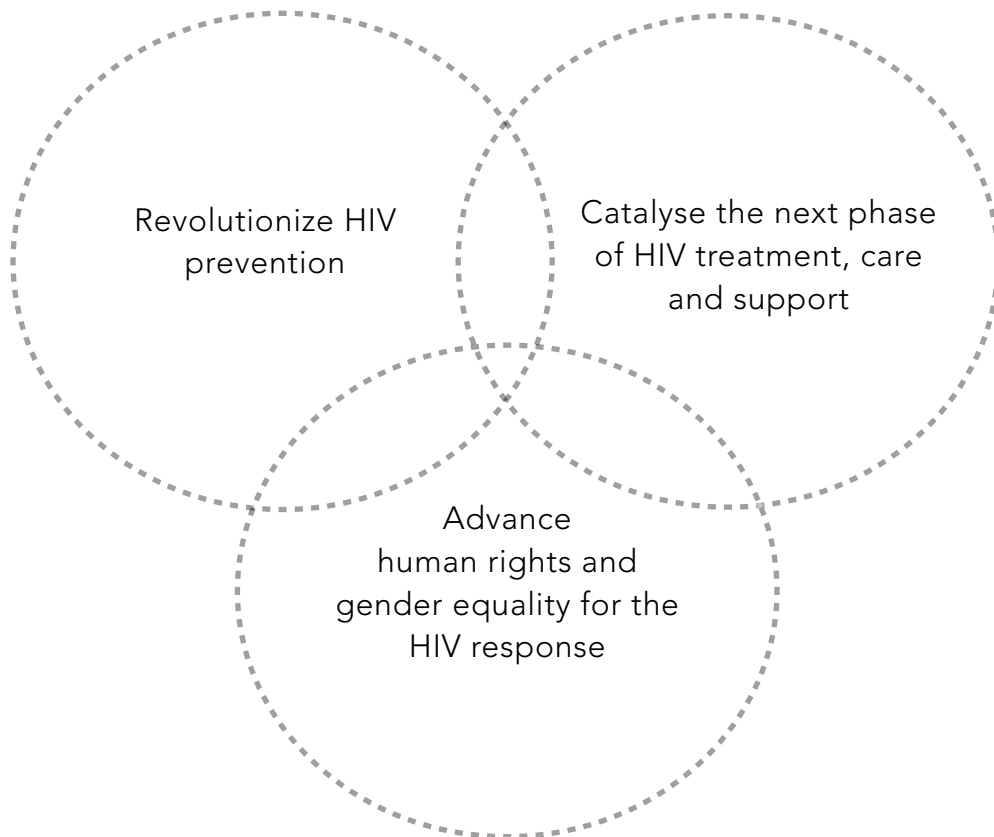 Revolutionize HIV
prevention
Catalyse the next phase
of HIV treatment, care
and support
Advance
human rights and
gender equality for the
HIV response